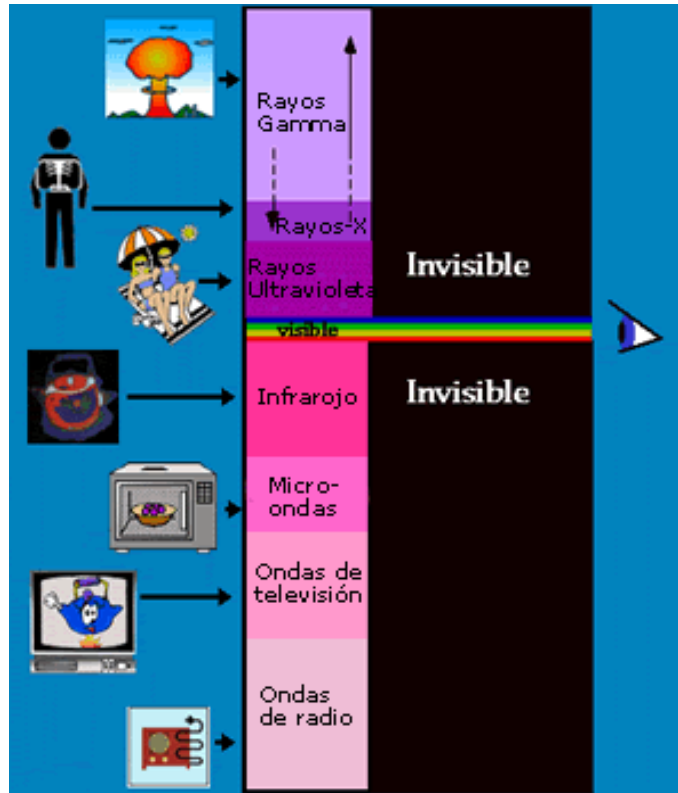 Rayos
Gamma
Rayos-X
Rayos
Ultravioleta
Invisible
visible
Infrarojo
Invisible
Micro-
ondas
Ondas de
televisión
Ondas
de radio